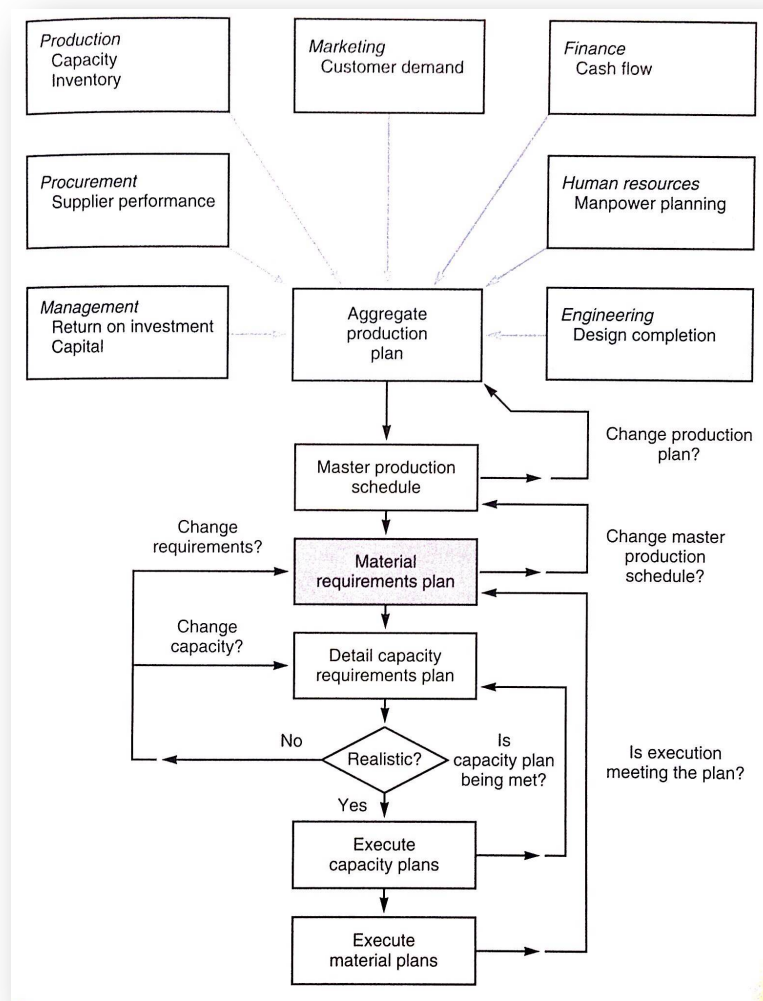 Production
Capacity
Inventory
Marketing
Customer demand
Finance
Cash flow
Procurement
Supplier performance
Human resources
Manpower planning
Management
Return on investment
Capital
Aggregate
production
plan
Engineering
Design completion
Change production
plan?
Master production
schedule
Change
requirements?
Change master
production
schedule?
Material
requirements plan
Change
capacity?
Detail capacity
requirements plan
No
Realistic?
Is
capacity plan
being met?
Is execution
meeting the plan?
Yes
Execute
capacity plans
Execute
material plans